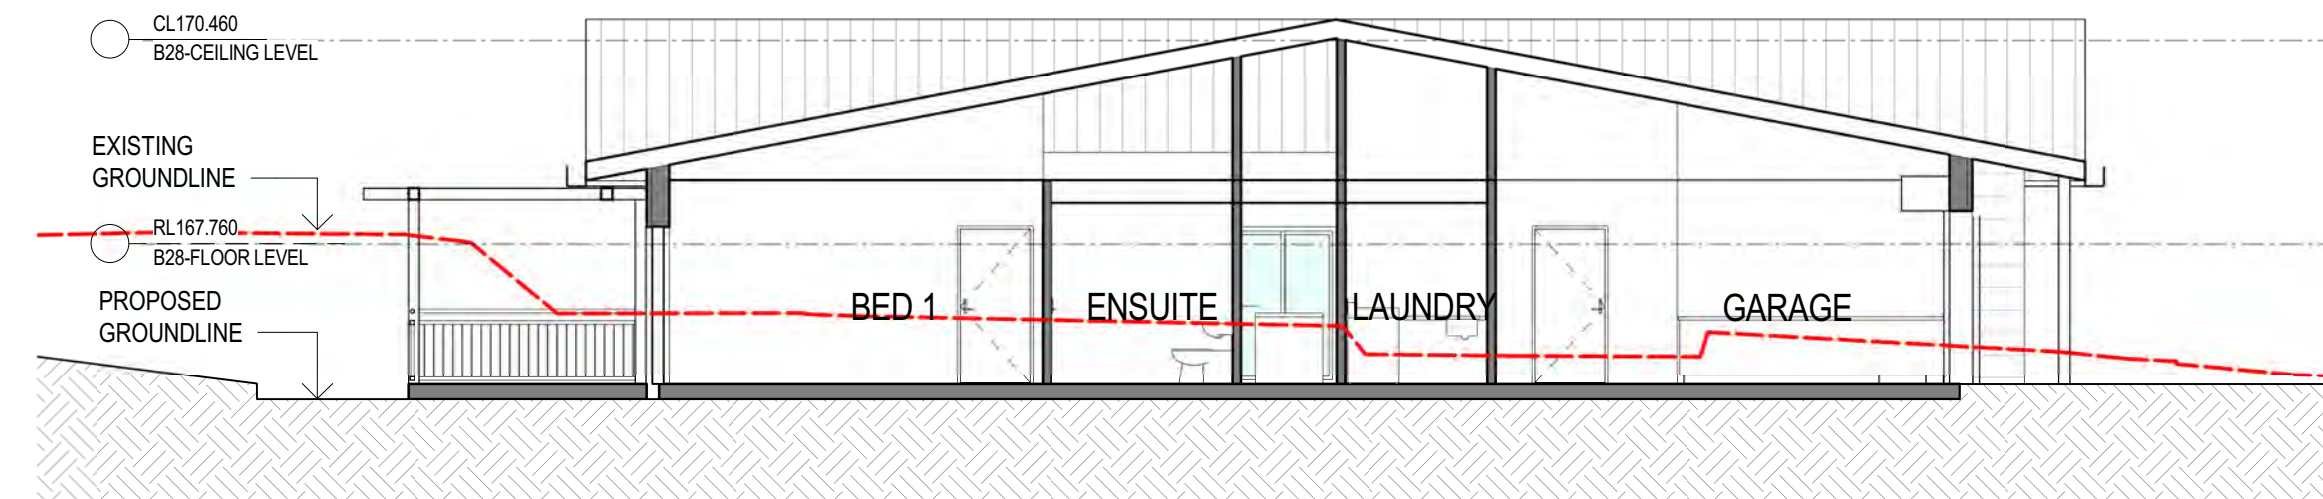 CL170.460
B28-CEILING LEVEL
EXISTING
GROUNDLINE
RL167.760
B28-FLOOR LEVEL
PROPOSED
GROUNDLINE
BED 1
ENSUITE
LAUNDRY
GARAGE